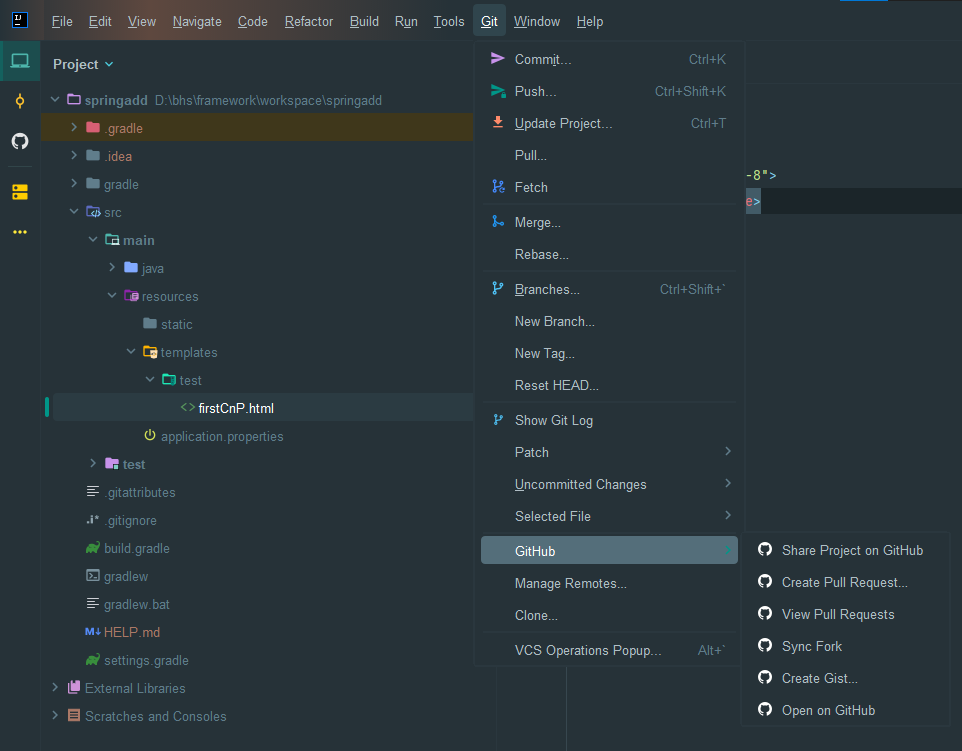 IJ
File Edit View Navigate Code Refactor Build Run Tools Git Window Help
Project
springadd D:\bhs\framework\workspace\springadd
.gradle
.idea
gradle
src
main
java
resources
static
templates
test
<> firstCnP.html
application.properties
test
.gitattributes
.i* .gitignore
build.gradle
gradlew
gradlew.bat
M↓ HELP.md
settings.gradle
External Libraries
Scratches and Consoles
Commit... Ctrl+K
Push... Ctrl+Shift+K
Update Project... Ctrl+T
Pull...
Fetch
Merge...
Rebase...
Branches... Ctrl+Shift+`
New Branch...
New Tag...
Reset HEAD...
Show Git Log
Patch
Uncommitted Changes
Selected File
GitHub
Manage Remotes...
Clone...
VCS Operations Popup... Alt+`
-8">
e>
Share Project on GitHub
Create Pull Request...
View Pull Requests
Sync Fork
Create Gist...
Open on GitHub